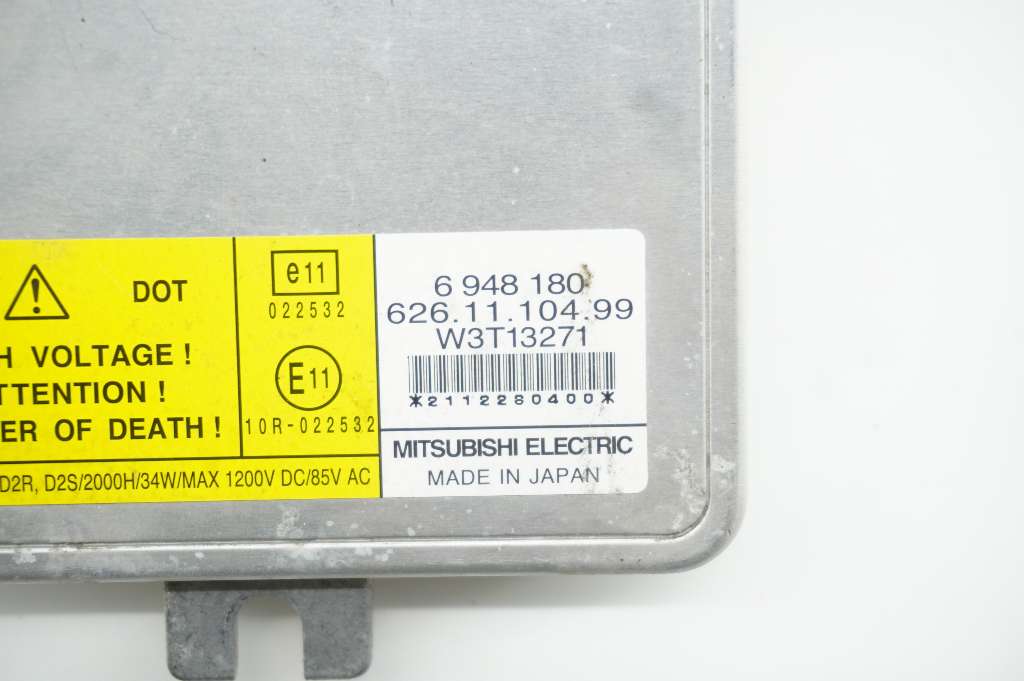 DOT
VOLTAGE !
TTENTION !
ER OF DEATH !
D2R, D2S/2000H/34W/MAX 1200V DC/85V AC
e11
022532
E11
10R-022532
6 948 180
626.11.104.99
W3T13271
*2112280400*
MITSUBISHI ELECTRIC
MADE IN JAPAN